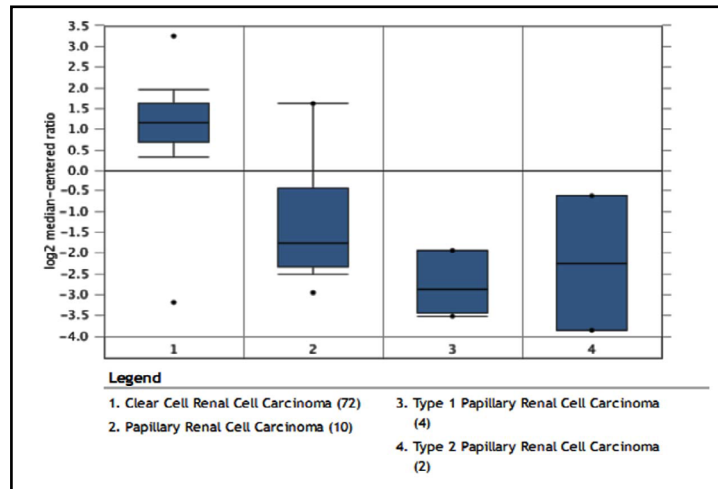 log2 median-centered ratio
3.5
3.0
2.5
2.0
1.5
1.0
0.5
0.0
-0.5
-1.0
-1.5
-2.0
-2.5
-3.0
-3.5
-4.0
1 2 3 4
Legend
1. Clear Cell Renal Cell Carcinoma (72)
2. Papillary Renal Cell Carcinoma (10)
3. Type 1 Papillary Renal Cell Carcinoma
(4)
4. Type 2 Papillary Renal Cell Carcinoma
(2)